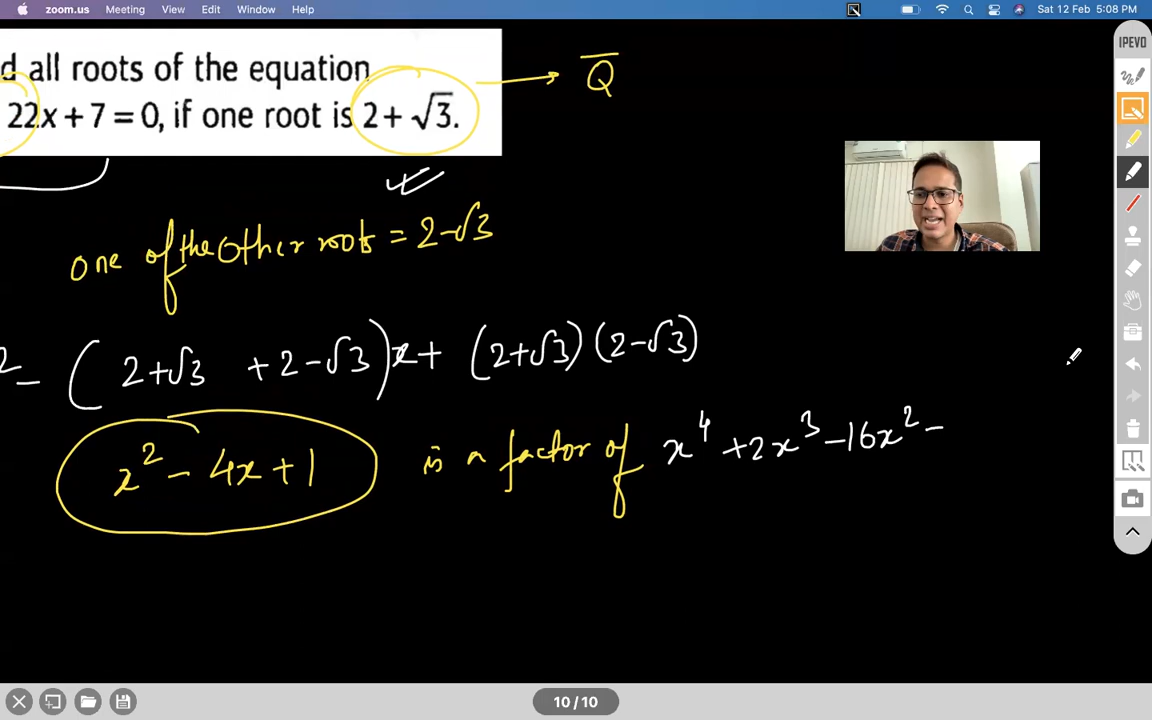 zoom.us Meeting View Edit Window Help Sat 12 Feb 5:08 PM
IPEVO
d all roots of the equation
22x + 7 = 0, if one root is 2 + √3.
Q̅
one of the other roots = 2-√3
2 - ( 2+√3 + 2-√3 ) x + (2+√3) (2-√3)
x² - 4x + 1 is a factor of x⁴ + 2x³ - 16x² -
10 / 10